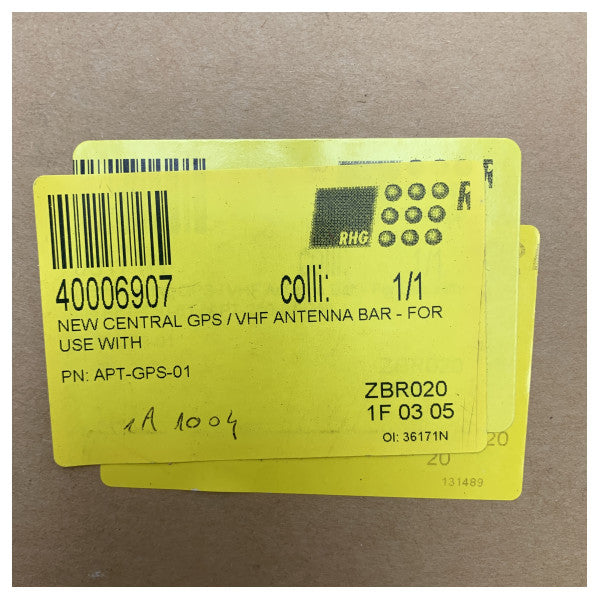 RHG
40006907 colli: 1/1
NEW CENTRAL GPS / VHF ANTENNA BAR - FOR
USE WITH
PN: APT-GPS-01
ZBR020
1A 1004
1F 03 05
OI: 36171N
20
20
131489